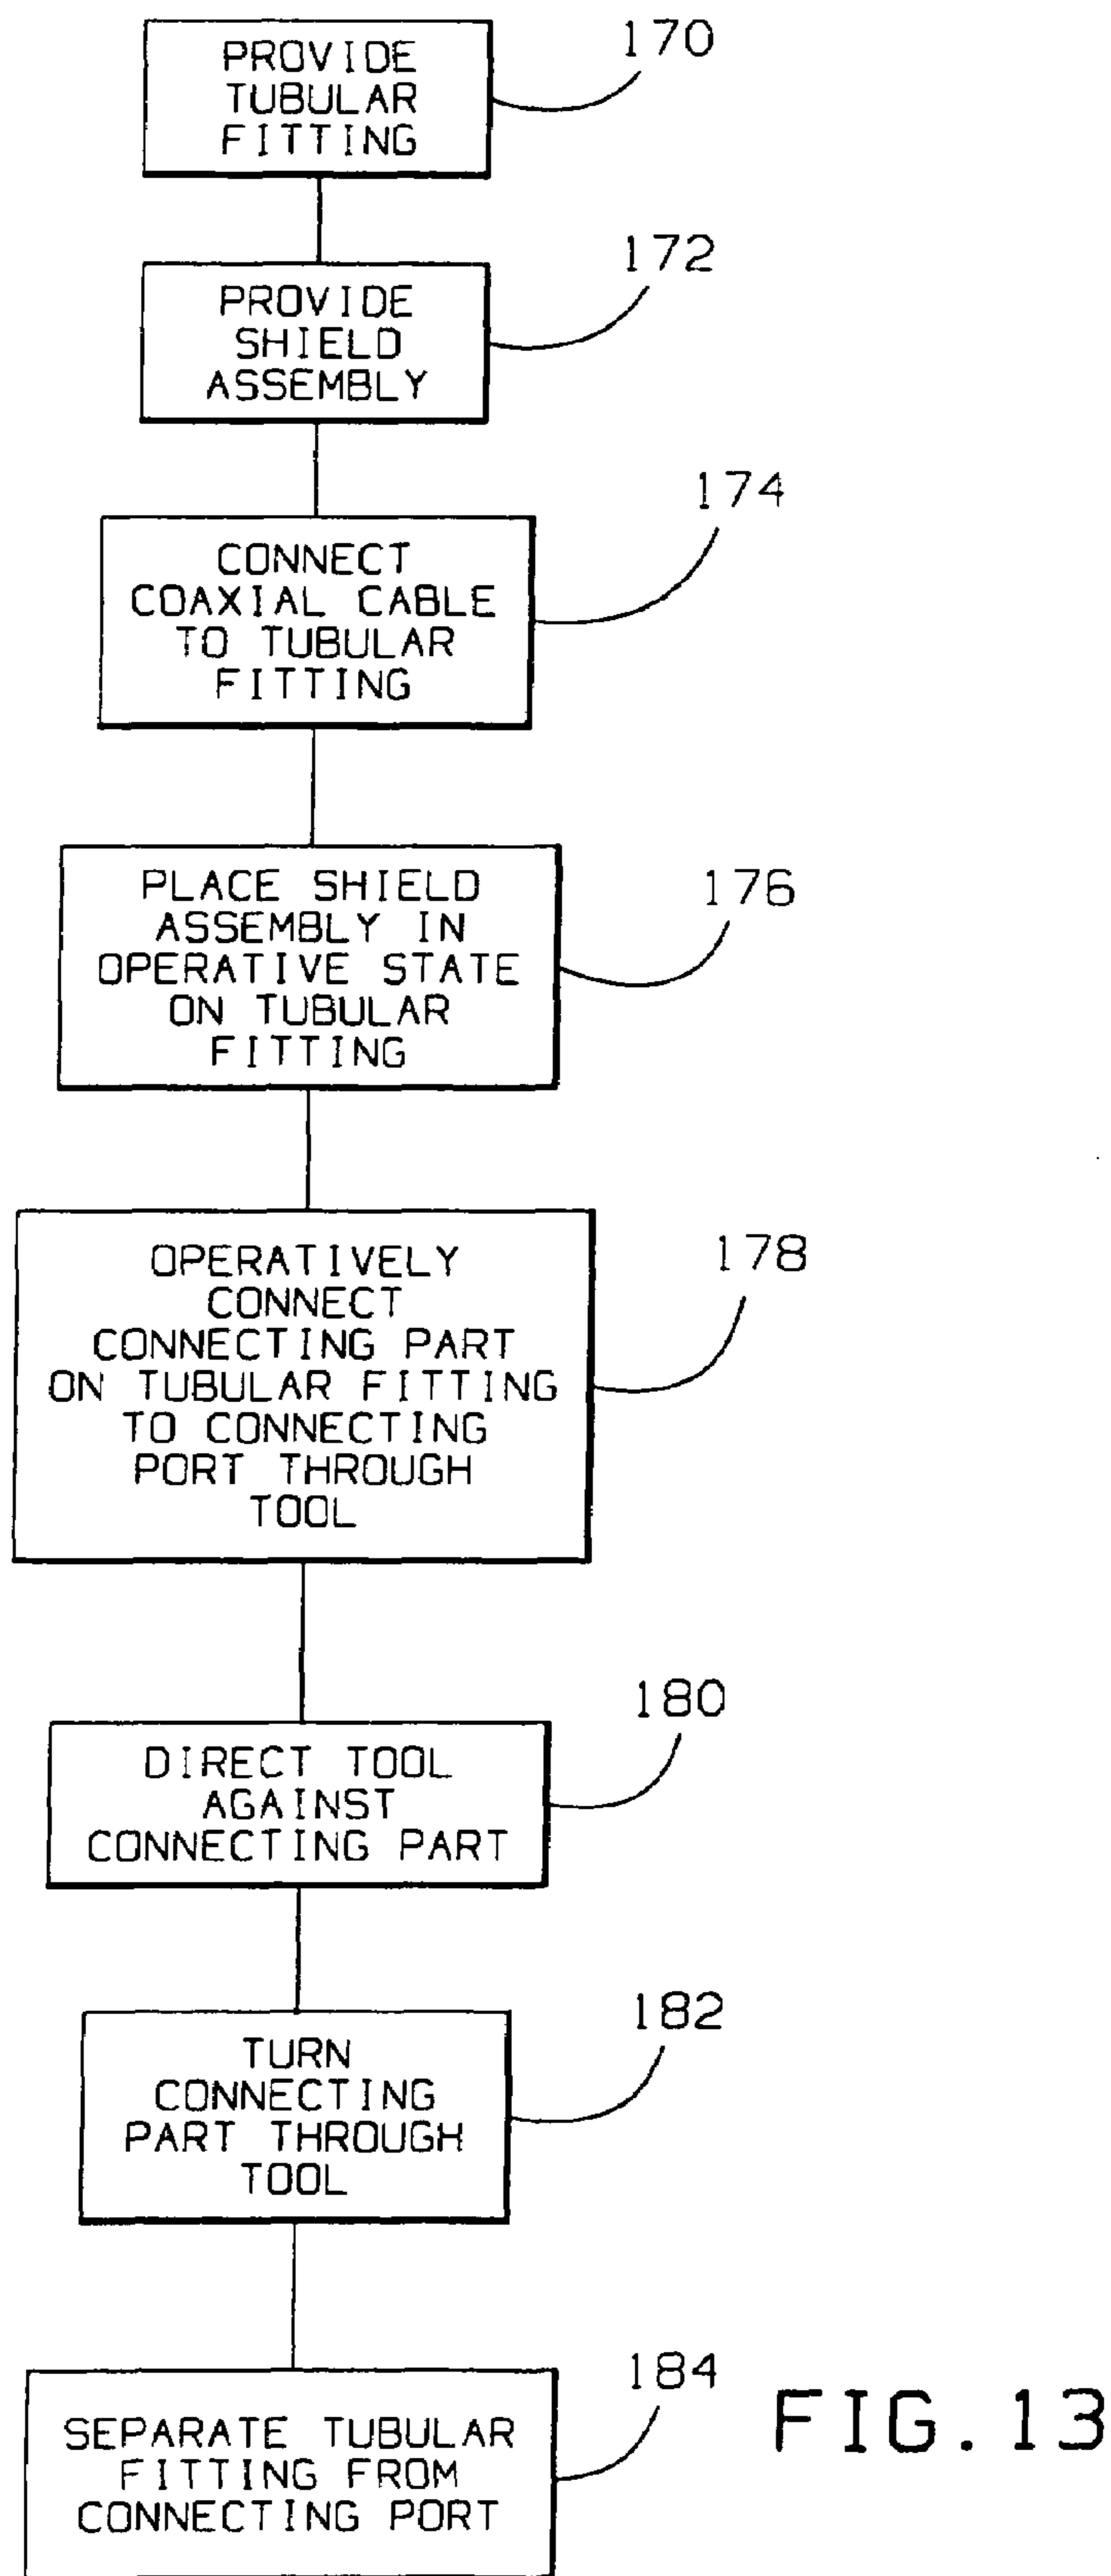 170
PROVIDE
TUBULAR
FITTING
172
PROVIDE
SHIELD
ASSEMBLY
174
CONNECT
COAXIAL CABLE
TO TUBULAR
FITTING
176
PLACE SHIELD
ASSEMBLY IN
OPERATIVE STATE
ON TUBULAR
FITTING
178
OPERATIVELY
CONNECT
CONNECTING PART
ON TUBULAR FITTING
TO CONNECTING
PORT THROUGH
TOOL
180
DIRECT TOOL
AGAINST
CONNECTING PART
182
TURN
CONNECTING
PART THROUGH
TOOL
184
SEPARATE TUBULAR
FITTING FROM
CONNECTING PORT
FIG.13